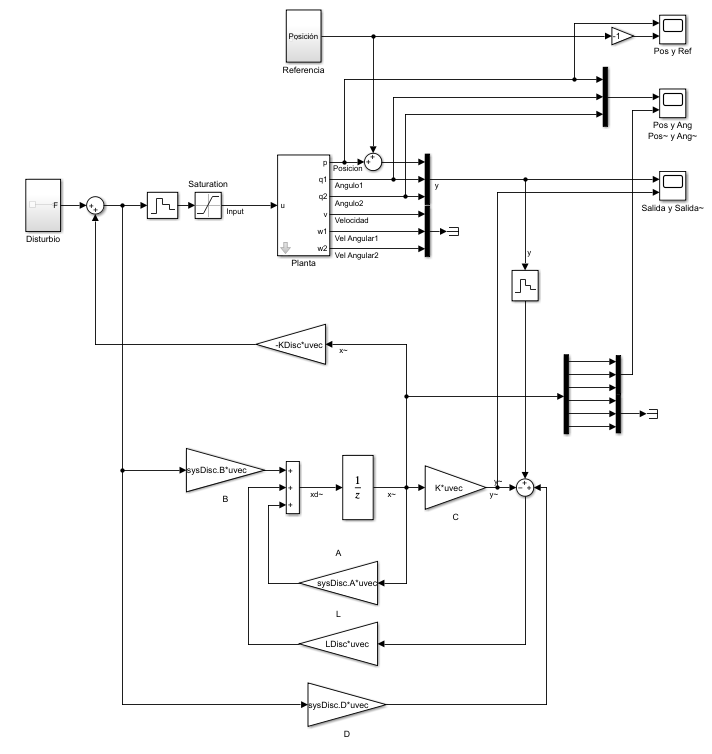 Posición
-1
Referencia
Pos y Ref
Pos y Ang
Pos~ y Ang~
p
Posicion
+
+
q1
Angulo1
y
Saturation
q2
Angulo2
Salida y Salida~
F
+
+
Input
u
v
Velocidad
Disturbio
w1
Vel Angular1
w2
Vel Angular2
Planta
y
-KDisc*uvec
x~
sysDisc.B*uvec
+
+
+
B
xd~
1
z
x~
K*uvec
C
y~
y~
−
+
+
A
sysDisc.A*uvec
L
LDisc*uvec
sysDisc.D*uvec
D